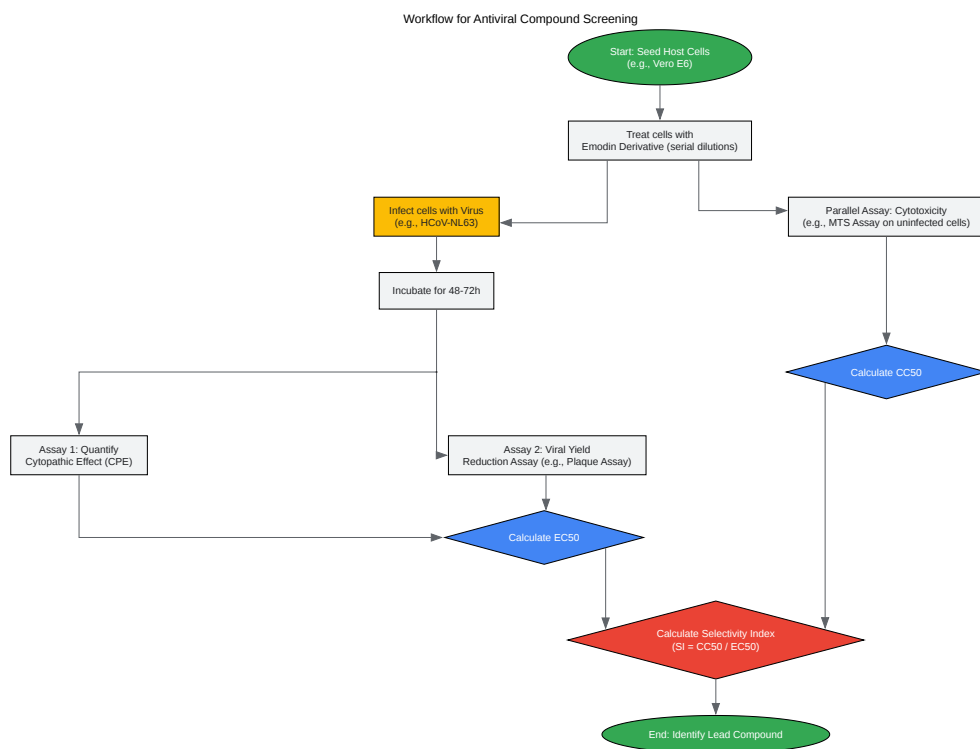 Workflow for Antiviral Compound Screening
Start: Seed Host Cells
(e.g., Vero E6)
Treat cells with
Emodin Derivative (serial dilutions)
Infect cells with Virus
(e.g., HCoV-NL63)
Parallel Assay: Cytotoxicity
(e.g., MTS Assay on uninfected cells)
Incubate for 48-72h
Calculate CC50
Assay 1: Quantify
Cytopathic Effect (CPE)
Assay 2: Viral Yield
Reduction Assay (e.g., Plaque Assay)
Calculate EC50
Calculate Selectivity Index
(SI = CC50 / EC50)
End: Identify Lead Compound